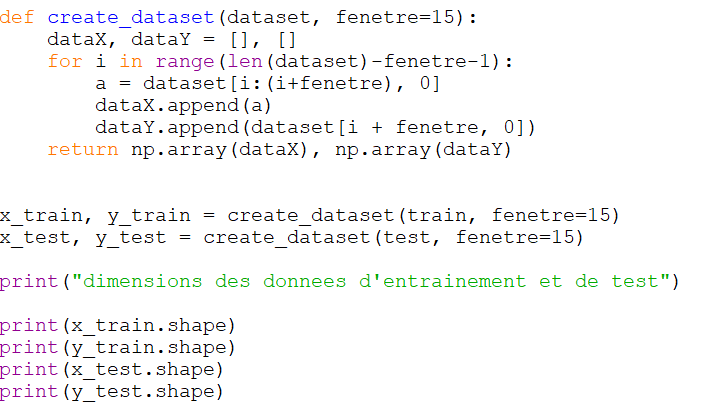 def create_dataset(dataset, fenetre=15):
    dataX, dataY = [], []
    for i in range(len(dataset)-fenetre-1):
        a = dataset[i:(i+fenetre), 0]
        dataX.append(a)
        dataY.append(dataset[i + fenetre, 0])
    return np.array(dataX), np.array(dataY)
x_train, y_train = create_dataset(train, fenetre=15)
x_test, y_test = create_dataset(test, fenetre=15)
print("dimensions des donnees d'entrainement et de test")
print(x_train.shape)
print(y_train.shape)
print(x_test.shape)
print(y_test.shape)